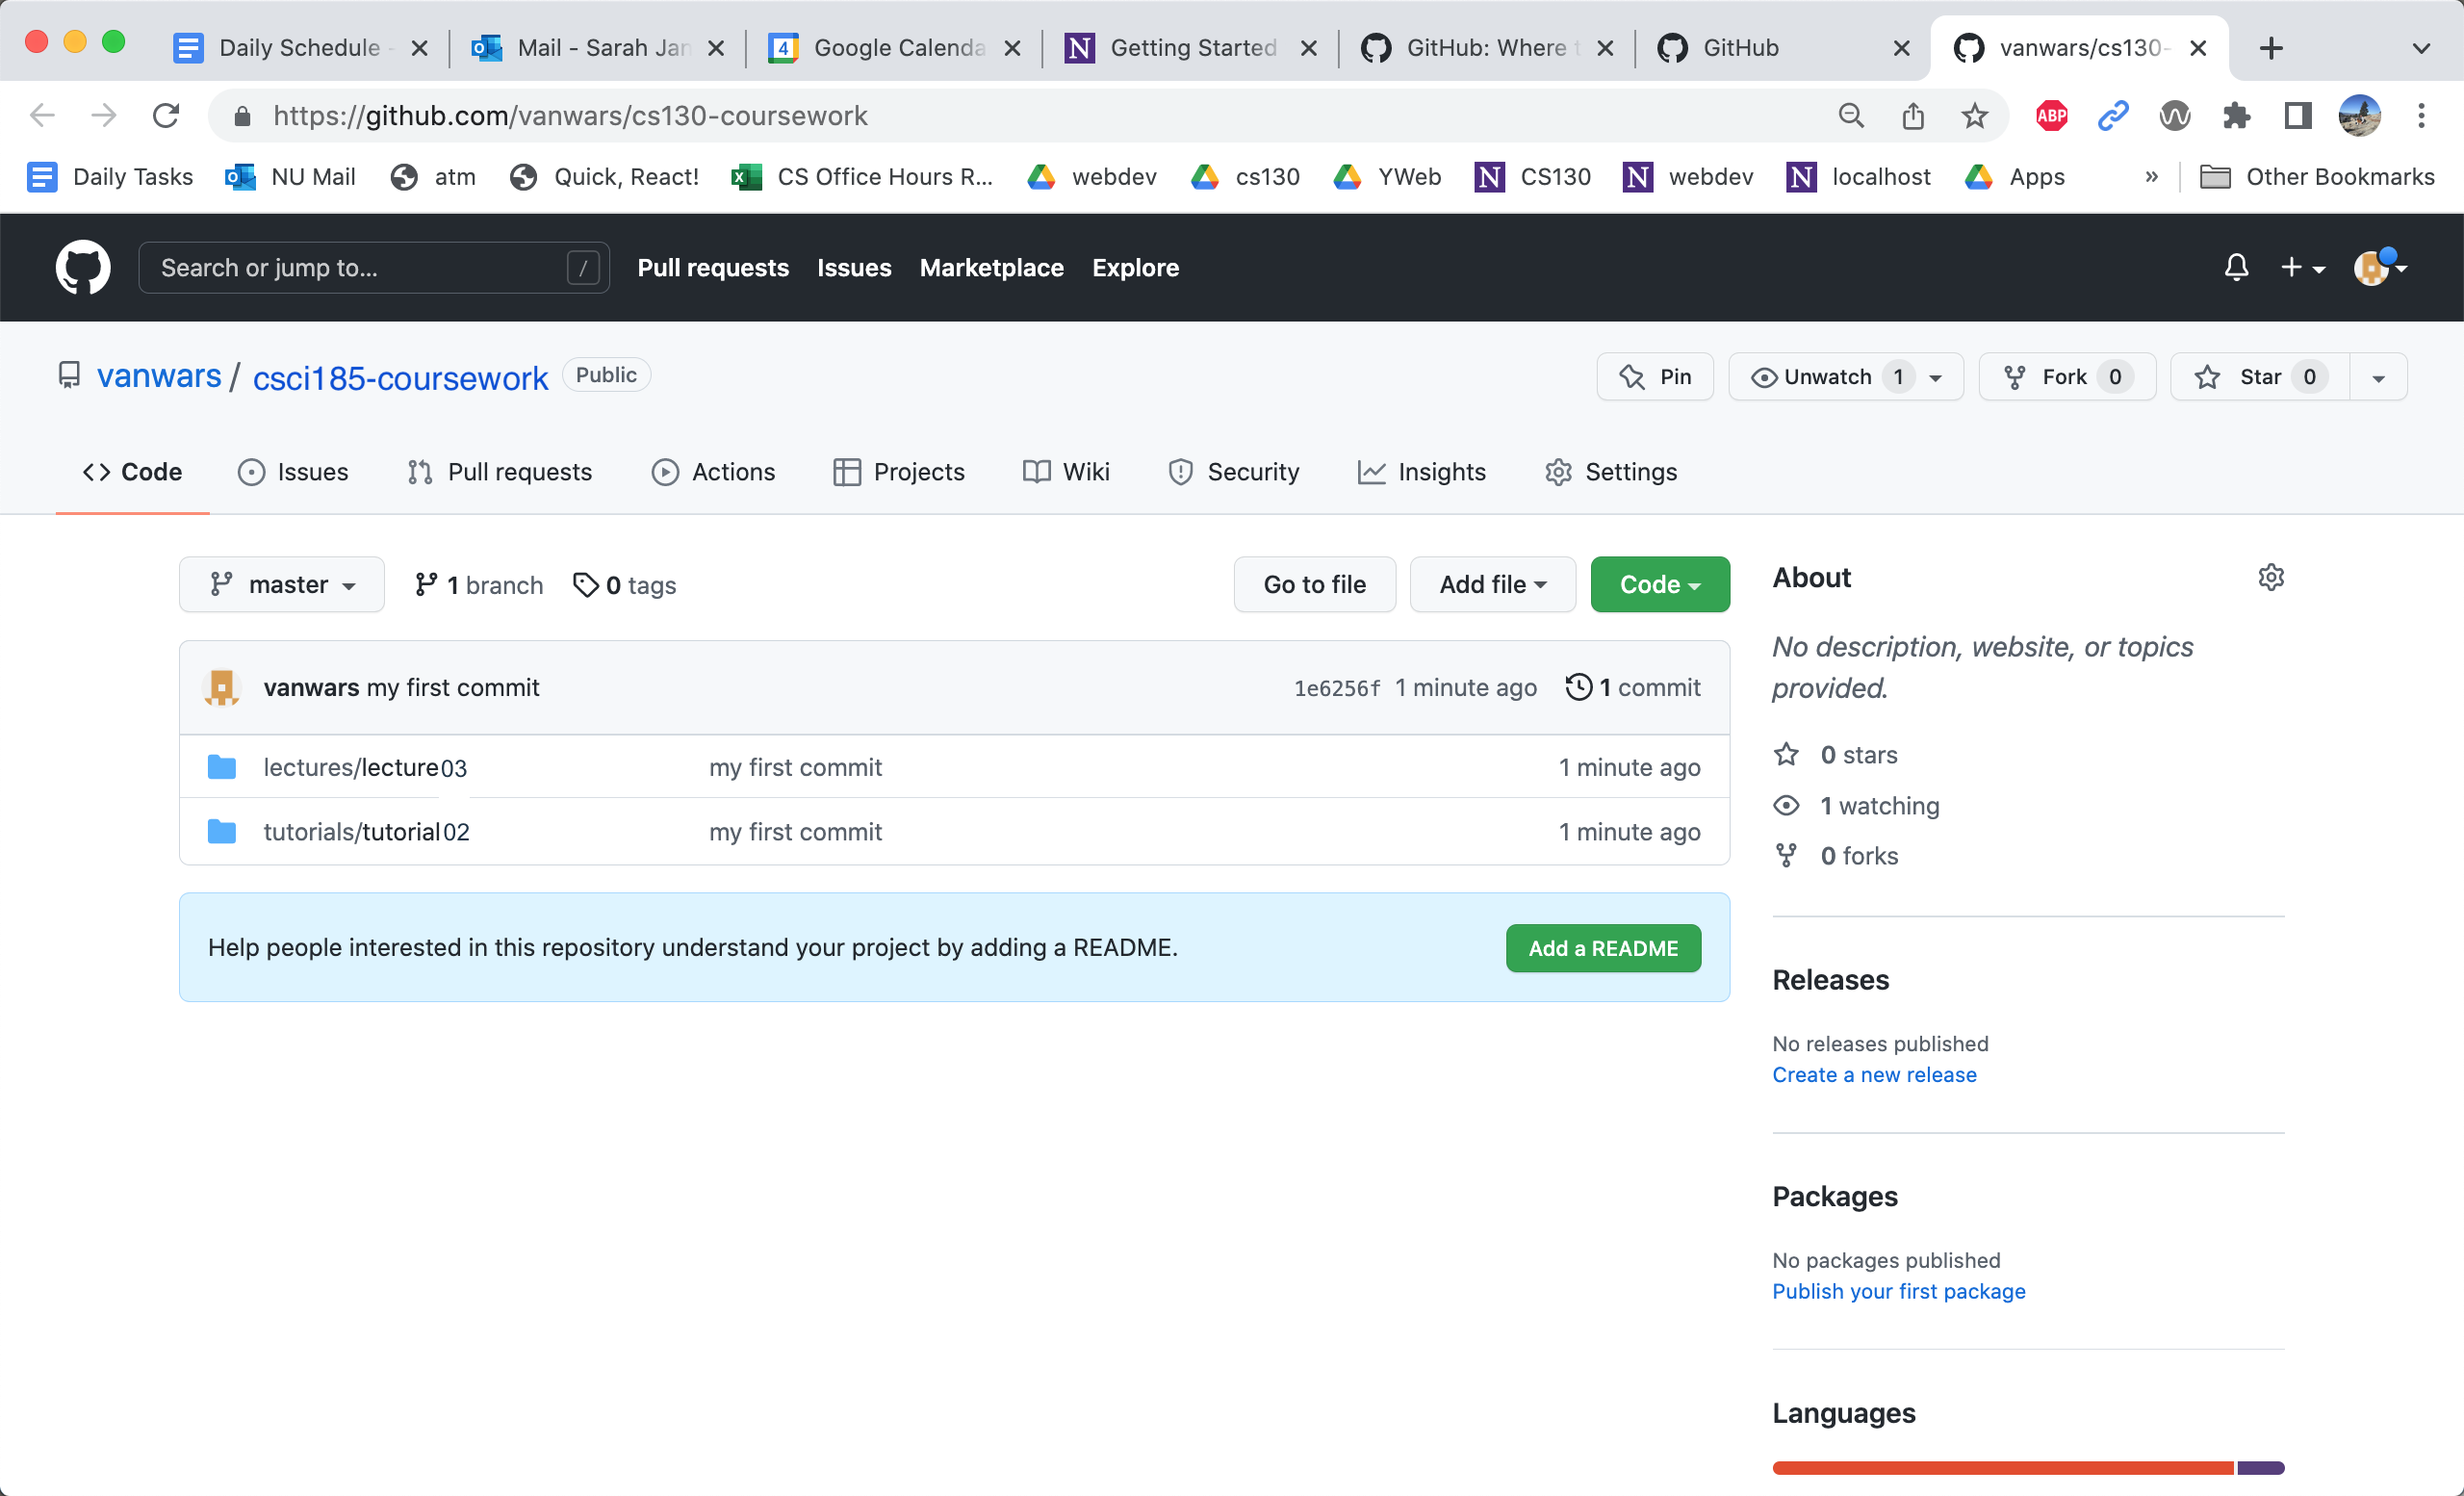 Daily Schedule - Mail - Sarah Jan Google Calenda Getting Started GitHub: Where t GitHub vanwars/cs130-
https://github.com/vanwars/cs130-coursework ABP
Daily Tasks NU Mail atm Quick, React! CS Office Hours R... webdev cs130 YWeb CS130 webdev localhost Apps » Other Bookmarks
Search or jump to... / Pull requests Issues Marketplace Explore
vanwars / csci185-coursework Public Pin Unwatch 1 Fork 0 Star 0
Code Issues Pull requests Actions Projects Wiki Security Insights Settings
master 1 branch 0 tags Go to file Add file Code
vanwars my first commit 1e6256f 1 minute ago 1 commit
lectures/lecture03 my first commit 1 minute ago
tutorials/tutorial02 my first commit 1 minute ago
Help people interested in this repository understand your project by adding a README. Add a README
About
No description, website, or topics
provided.
0 stars
1 watching
0 forks
Releases
No releases published
Create a new release
Packages
No packages published
Publish your first package
Languages